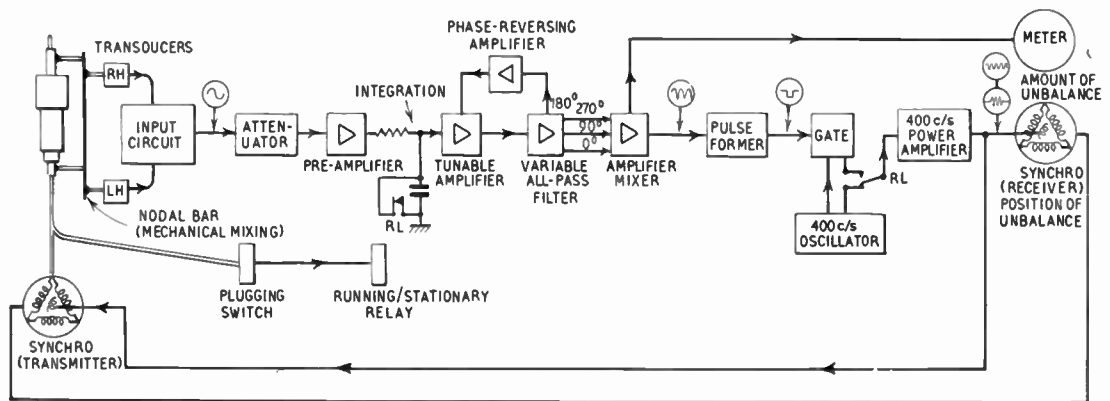 TRANSOUCERS
RH
LH
INPUT
CIRCUIT
NODAL BAR
(MECHANICAL MIXING)
ATTEN-
UATOR
PRE-AMPLIFIER
INTEGRATION
RL
PHASE-REVERSING
AMPLIFIER
TUNABLE
AMPLIFIER
VARIABLE
ALL-PASS
FILTER
180°
270°
90°
0°
AMPLIFIER
MIXER
PULSE
FORMER
GATE
400 c/s
OSCILLATOR
RL
400 c/s
POWER
AMPLIFIER
METER
AMOUNT OF
UNBALANCE
SYNCHRO
(RECEIVER)
POSITION OF
UNBALANCE
PLUGGING
SWITCH
RUNNING/STATIONARY
RELAY
SYNCHRO
(TRANSMITTER)